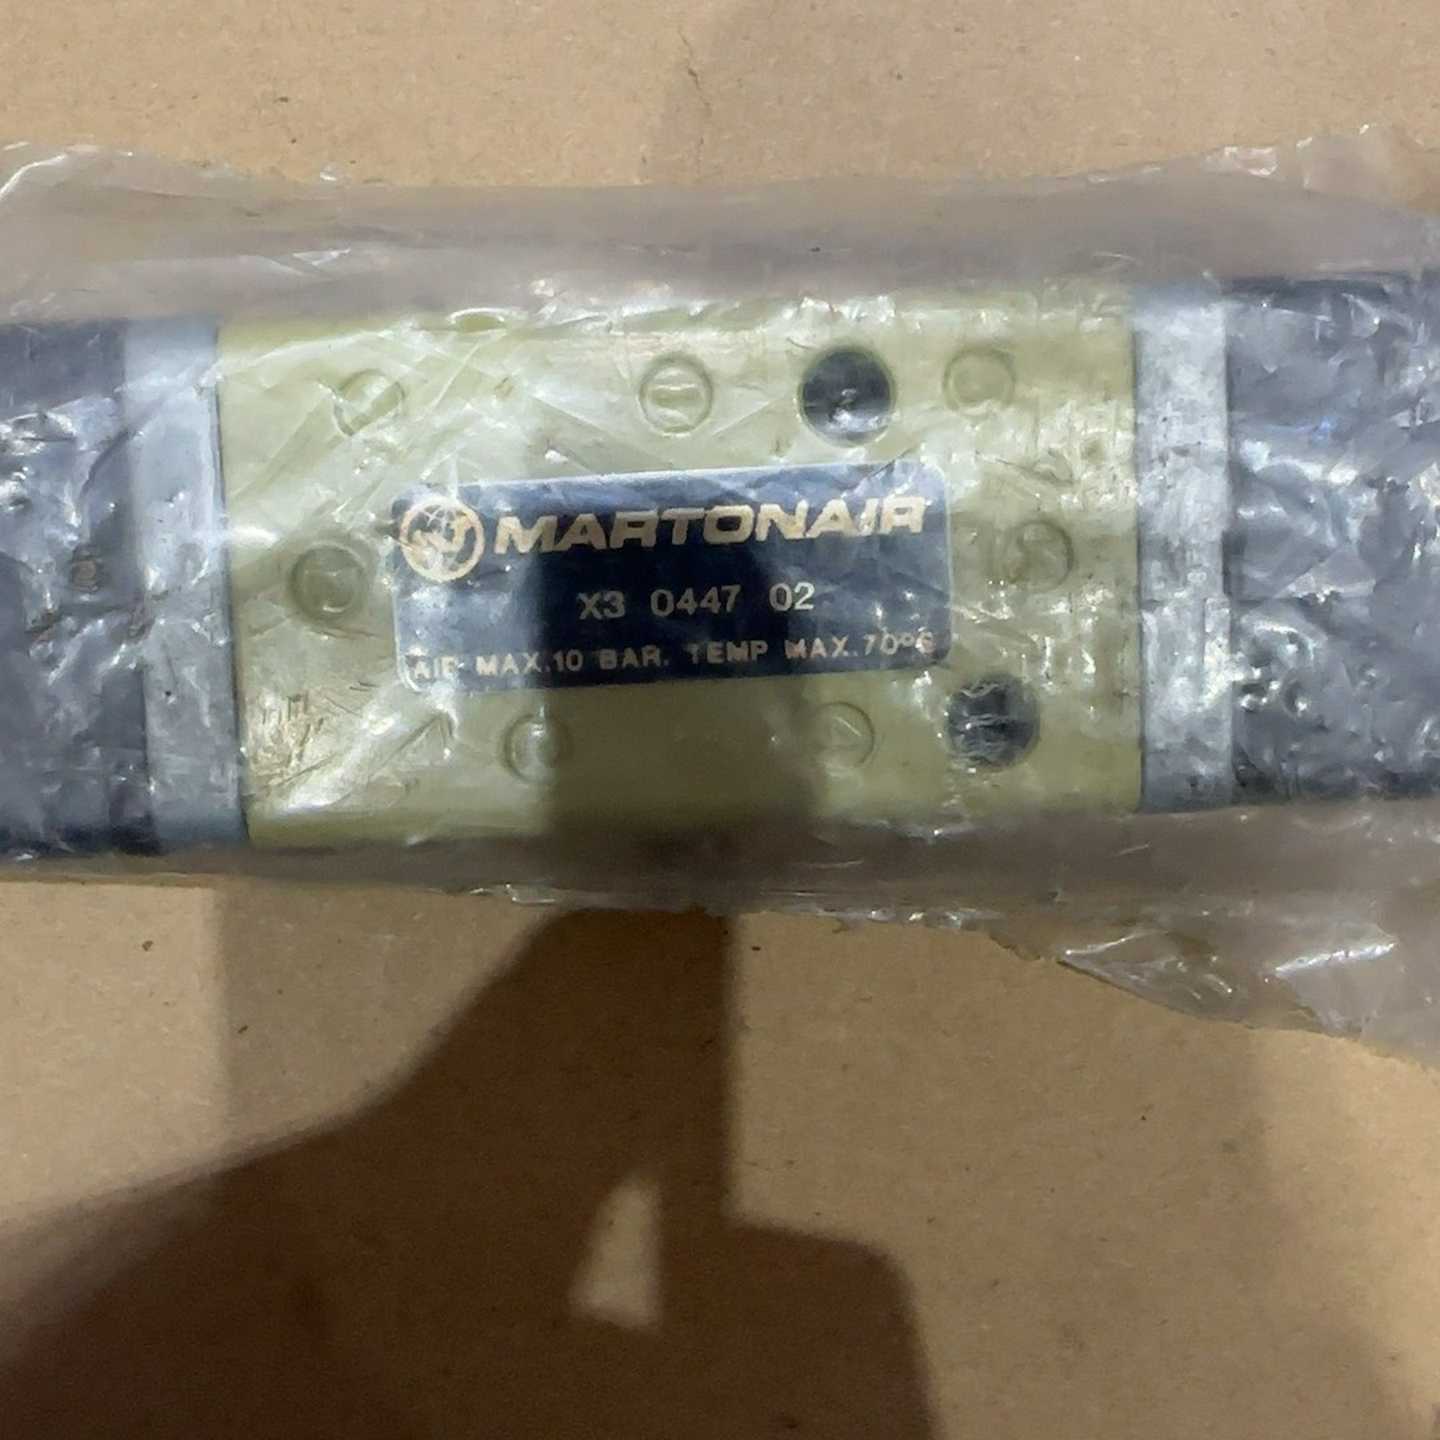 MARTONAIR
X3 0447 02
AIR MAX.10 BAR. TEMP MAX.70°C